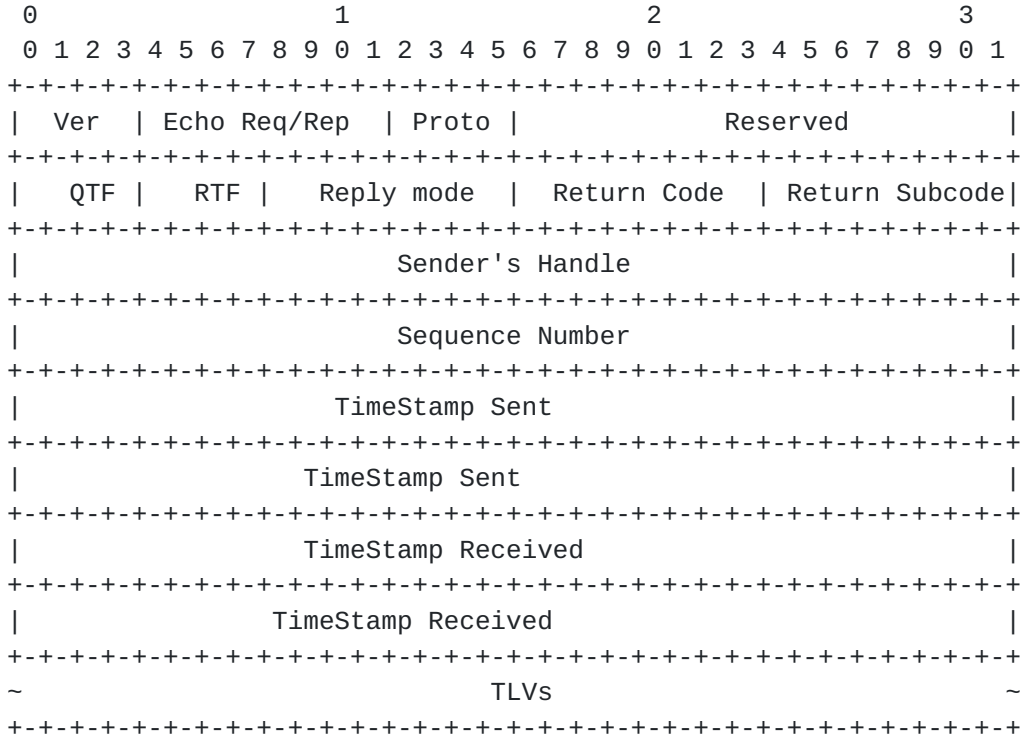 0                   1                   2                   3
 0 1 2 3 4 5 6 7 8 9 0 1 2 3 4 5 6 7 8 9 0 1 2 3 4 5 6 7 8 9 0 1
+-+-+-+-+-+-+-+-+-+-+-+-+-+-+-+-+-+-+-+-+-+-+-+-+-+-+-+-+-+-+-+-+
|  Ver  | Echo Req/Rep  | Proto |             Reserved          |
+-+-+-+-+-+-+-+-+-+-+-+-+-+-+-+-+-+-+-+-+-+-+-+-+-+-+-+-+-+-+-+-+
|   QTF |   RTF |   Reply mode  |  Return Code  | Return Subcode|
+-+-+-+-+-+-+-+-+-+-+-+-+-+-+-+-+-+-+-+-+-+-+-+-+-+-+-+-+-+-+-+-+
|                        Sender's Handle                        |
+-+-+-+-+-+-+-+-+-+-+-+-+-+-+-+-+-+-+-+-+-+-+-+-+-+-+-+-+-+-+-+-+
|                        Sequence Number                        |
+-+-+-+-+-+-+-+-+-+-+-+-+-+-+-+-+-+-+-+-+-+-+-+-+-+-+-+-+-+-+-+-+
|                    TimeStamp Sent                             |
+-+-+-+-+-+-+-+-+-+-+-+-+-+-+-+-+-+-+-+-+-+-+-+-+-+-+-+-+-+-+-+-+
|                  TimeStamp Sent                               |
+-+-+-+-+-+-+-+-+-+-+-+-+-+-+-+-+-+-+-+-+-+-+-+-+-+-+-+-+-+-+-+-+
|                  TimeStamp Received                           |
+-+-+-+-+-+-+-+-+-+-+-+-+-+-+-+-+-+-+-+-+-+-+-+-+-+-+-+-+-+-+-+-+
|                TimeStamp Received                             |
+-+-+-+-+-+-+-+-+-+-+-+-+-+-+-+-+-+-+-+-+-+-+-+-+-+-+-+-+-+-+-+-+
~                              TLVs                             ~
+-+-+-+-+-+-+-+-+-+-+-+-+-+-+-+-+-+-+-+-+-+-+-+-+-+-+-+-+-+-+-+-+